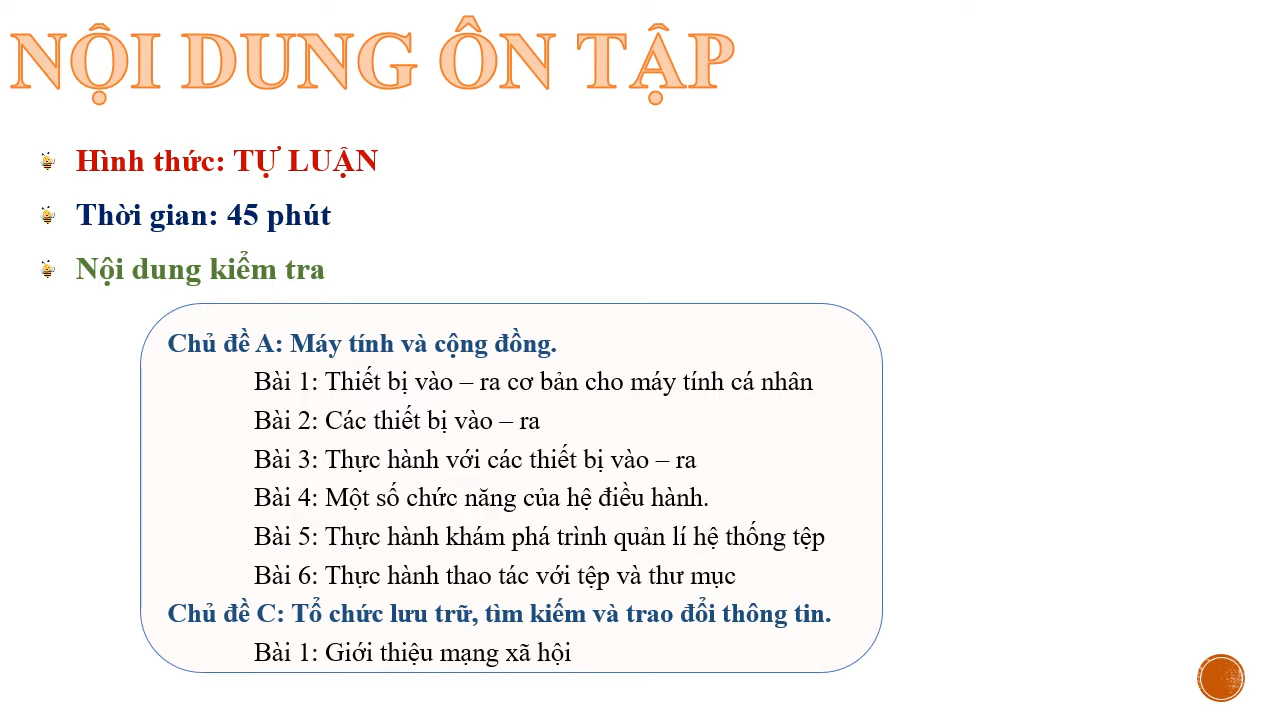 NỘI DUNG ÔN TẬP
Hình thức: TỰ LUẬN
Thời gian: 45 phút
Nội dung kiểm tra
Chủ đề A: Máy tính và cộng đồng.
Bài 1: Thiết bị vào – ra cơ bản cho máy tính cá nhân
Bài 2: Các thiết bị vào – ra
Bài 3: Thực hành với các thiết bị vào – ra
Bài 4: Một số chức năng của hệ điều hành.
Bài 5: Thực hành khám phá trình quản lí hệ thống tệp
Bài 6: Thực hành thao tác với tệp và thư mục
Chủ đề C: Tổ chức lưu trữ, tìm kiếm và trao đổi thông tin.
Bài 1: Giới thiệu mạng xã hội